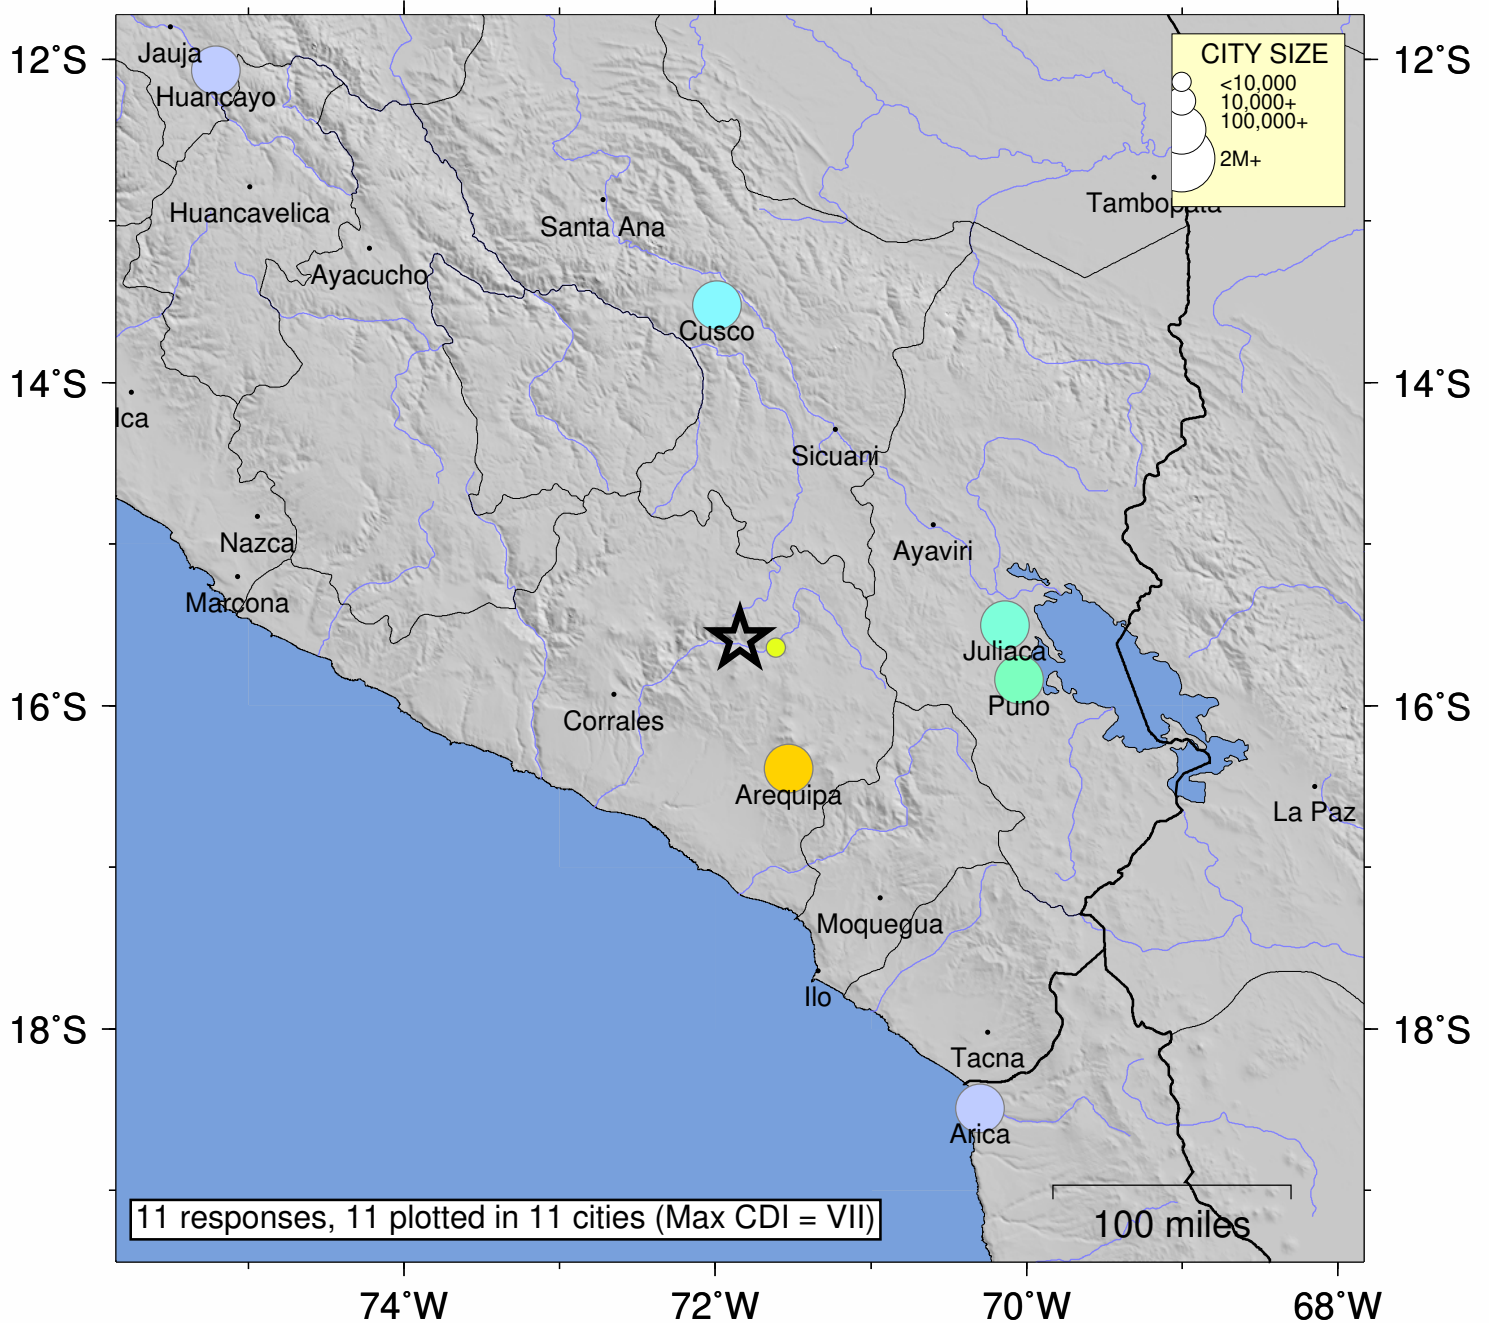 12°S
12°S
CITY SIZE
<10,000
10,000+
100,000+
2M+
Jauja
Huancayo
Huancavelica
Santa Ana
Tambopata
Ayacucho
Cusco
14°S
14°S
Ica
Sicuani
Nazca
Ayaviri
Marcona
Juliaca
16°S
16°S
Puno
Corrales
Arequipa
La Paz
Moquegua
Ilo
18°S
18°S
Tacna
Arica
11 responses, 11 plotted in 11 cities (Max CDI = VII)
100 miles
74°W
72°W
70°W
68°W